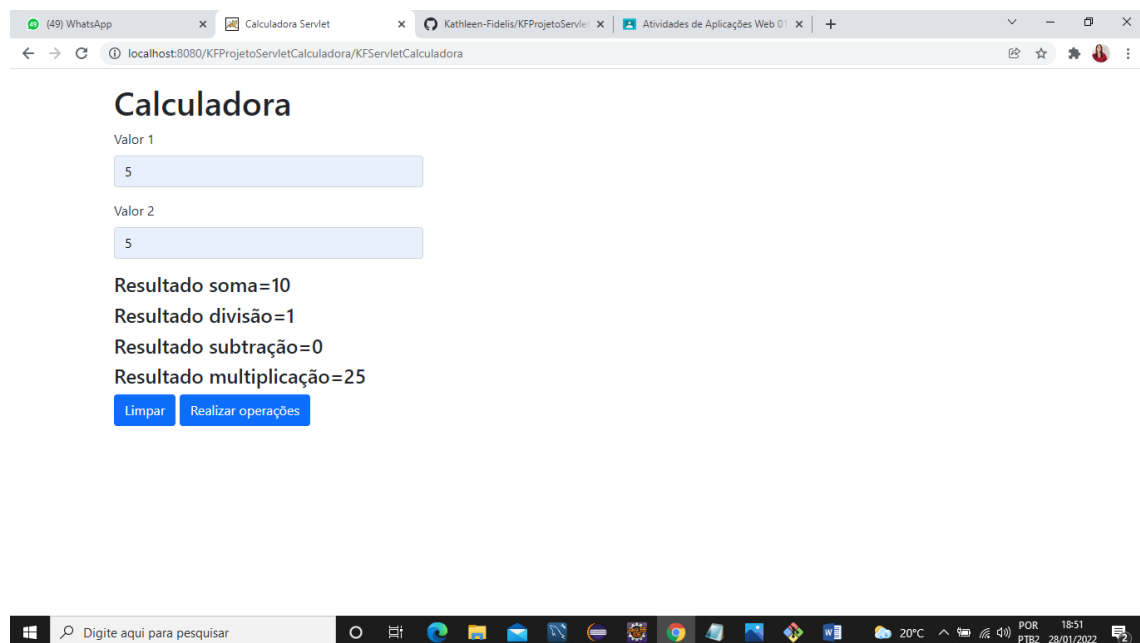 (49) WhatsApp
Calculadora Servlet
Kathleen-Fidelis/KFProjetoServlet
Atividades de Aplicações Web 01
localhost:8080/KFProjetoServletCalculadora/KFServletCalculadora
Calculadora
Valor 1
5
Valor 2
5
Resultado soma=10
Resultado divisão=1
Resultado subtração=0
Resultado multiplicação=25
Limpar Realizar operações
Digite aqui para pesquisar
20°C
POR 18:51
PTB2 28/01/2022